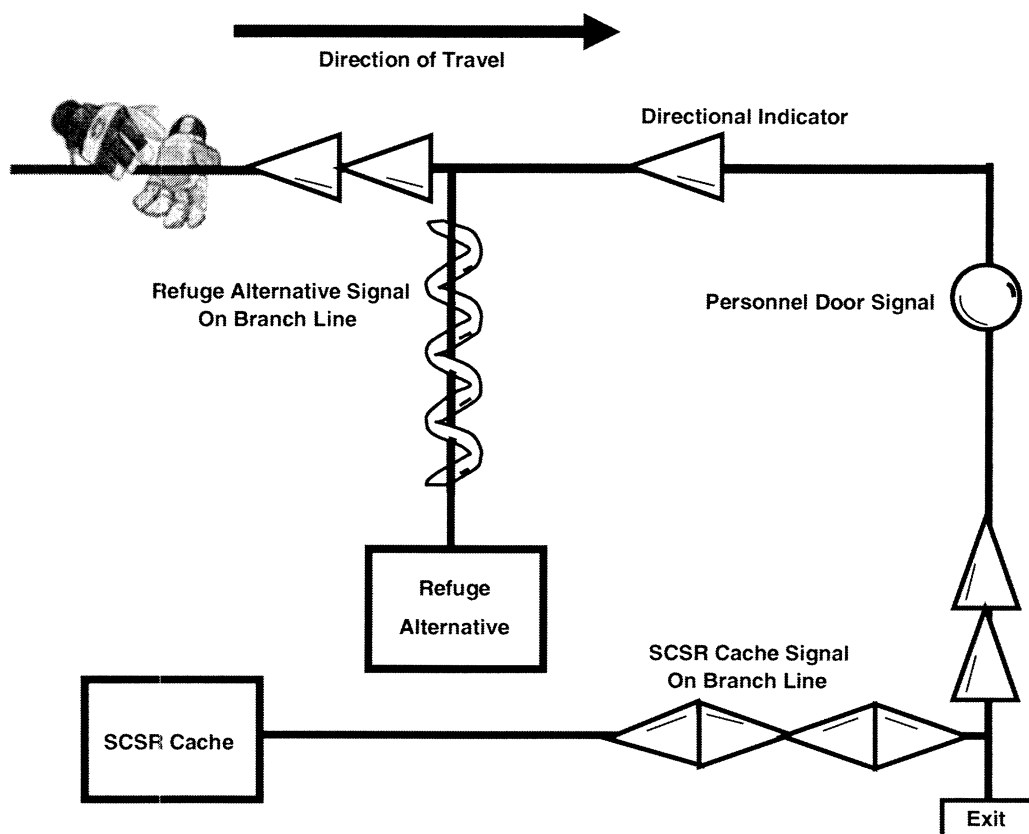 Direction of Travel
Directional Indicator
Refuge Alternative Signal
On Branch Line
Personnel Door Signal
Refuge
Alternative
SCSR Cache Signal
On Branch Line
SCSR Cache
Exit